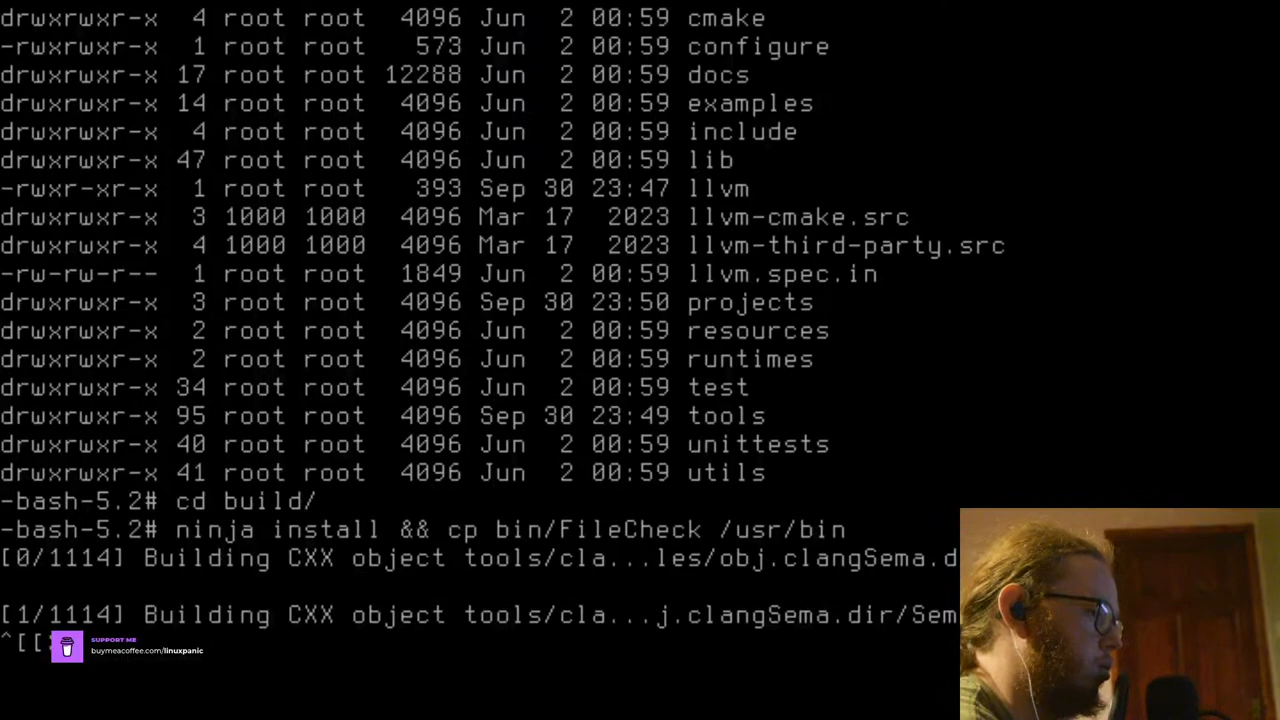 drwxrwxr-x  4 root root  4096 Jun  2 00:59 cmake
-rwxrwxr-x  1 root root   573 Jun  2 00:59 configure
drwxrwxr-x 17 root root 12288 Jun  2 00:59 docs
drwxrwxr-x 14 root root  4096 Jun  2 00:59 examples
drwxrwxr-x  4 root root  4096 Jun  2 00:59 include
drwxrwxr-x 47 root root  4096 Jun  2 00:59 lib
-rwxr-xr-x  1 root root   393 Sep 30 23:47 llvm
drwxrwxr-x  3 1000 1000  4096 Mar 17  2023 llvm-cmake.src
drwxrwxr-x  4 1000 1000  4096 Mar 17  2023 llvm-third-party.src
-rw-rw-r--  1 root root  1849 Jun  2 00:59 llvm.spec.in
drwxrwxr-x  3 root root  4096 Sep 30 23:50 projects
drwxrwxr-x  2 root root  4096 Jun  2 00:59 resources
drwxrwxr-x  2 root root  4096 Jun  2 00:59 runtimes
drwxrwxr-x 34 root root  4096 Jun  2 00:59 test
drwxrwxr-x 95 root root  4096 Sep 30 23:49 tools
drwxrwxr-x 40 root root  4096 Jun  2 00:59 unittests
drwxrwxr-x 41 root root  4096 Jun  2 00:59 utils
-bash-5.2# cd build/
-bash-5.2# ninja install && cp bin/FileCheck /usr/bin
[0/1114] Building CXX object tools/cla...les/obj.clangSema.d
[1/1114] Building CXX object tools/cla...j.clangSema.dir/Sem
^[[
SUPPORT ME
buymeacoffee.com/linuxpanic